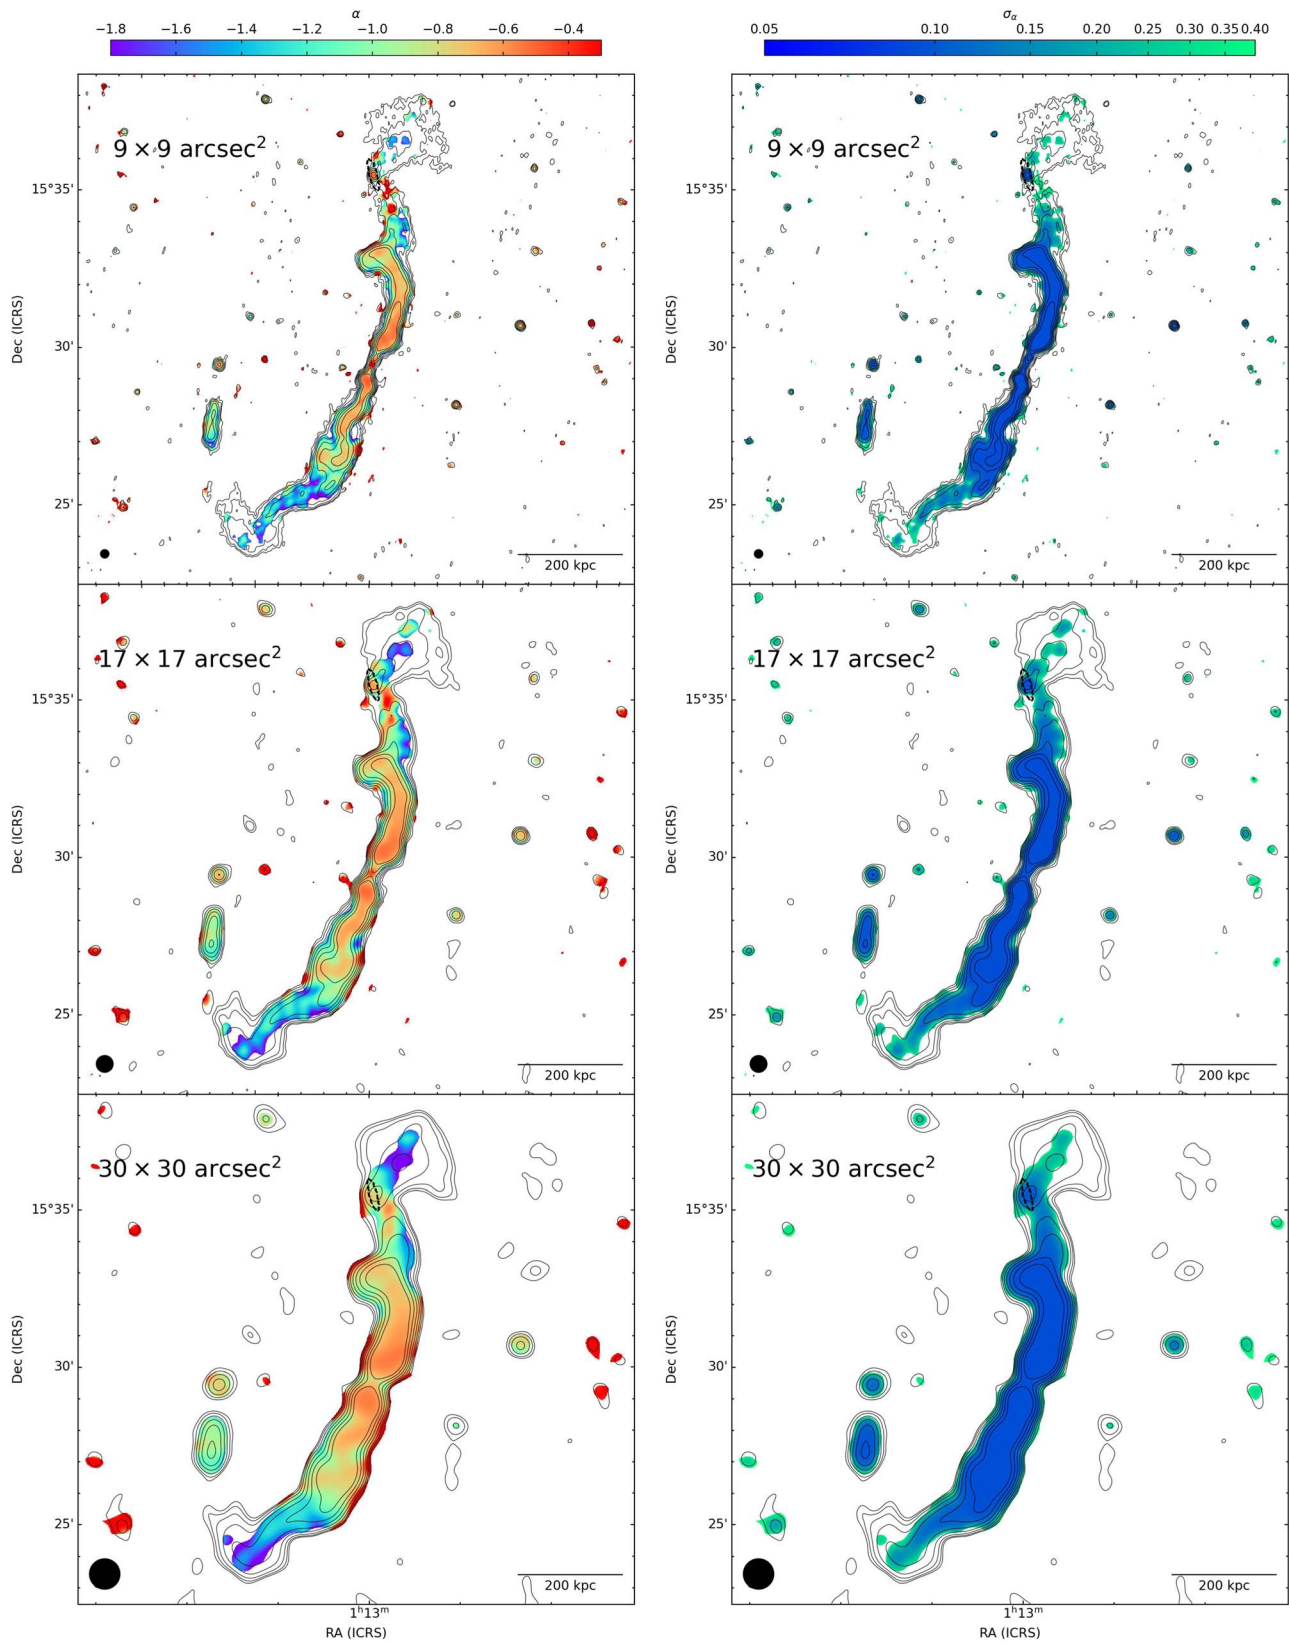 α
−1.8 −1.6 −1.4 −1.2 −1.0 −0.8 −0.6 −0.4
σα
0.05 0.10 0.15 0.20 0.25 0.30 0.35 0.40
9 × 9 arcsec²
15°35'
30'
25'
Dec (ICRS)
200 kpc
9 × 9 arcsec²
15°35'
30'
25'
Dec (ICRS)
200 kpc
17 × 17 arcsec²
15°35'
30'
25'
Dec (ICRS)
200 kpc
17 × 17 arcsec²
15°35'
30'
25'
Dec (ICRS)
200 kpc
30 × 30 arcsec²
15°35'
30'
25'
Dec (ICRS)
200 kpc
1ʰ13ᵐ
RA (ICRS)
30 × 30 arcsec²
15°35'
30'
25'
Dec (ICRS)
200 kpc
1ʰ13ᵐ
RA (ICRS)